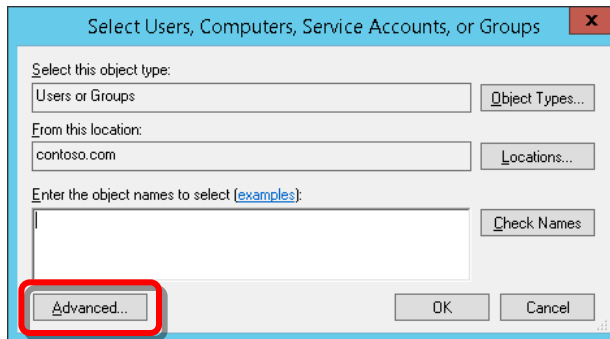 Select Users, Computers, Service Accounts, or Groups
x
Select this object type:
Users or Groups
Object Types...
From this location:
contoso.com
Locations...
Enter the object names to select (examples):
Check Names
Advanced...
OK
Cancel